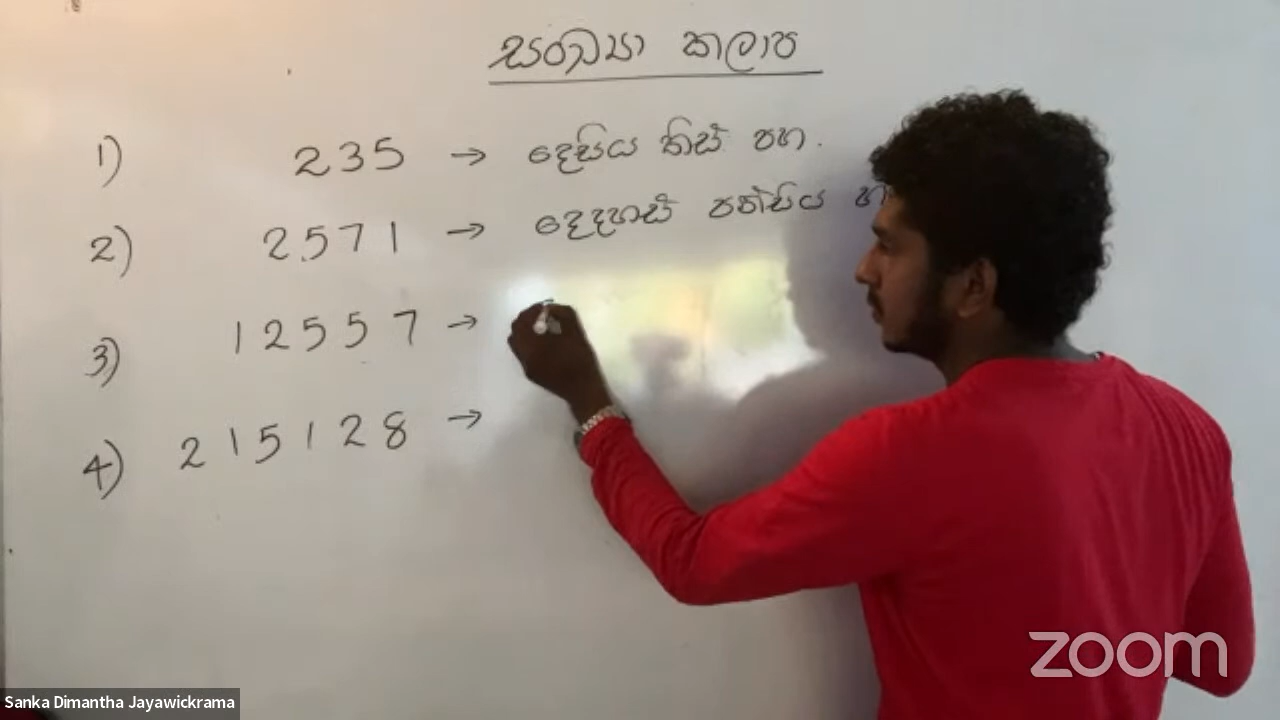 සංඛ්‍යා කලාප
1) 235 → දෙසිය තිස් පහ.
2) 2571 → දෙදහස් පන්සිය හ
3) 12557 →
4) 215128 →
zoom
Sanka Dimantha Jayawickrama